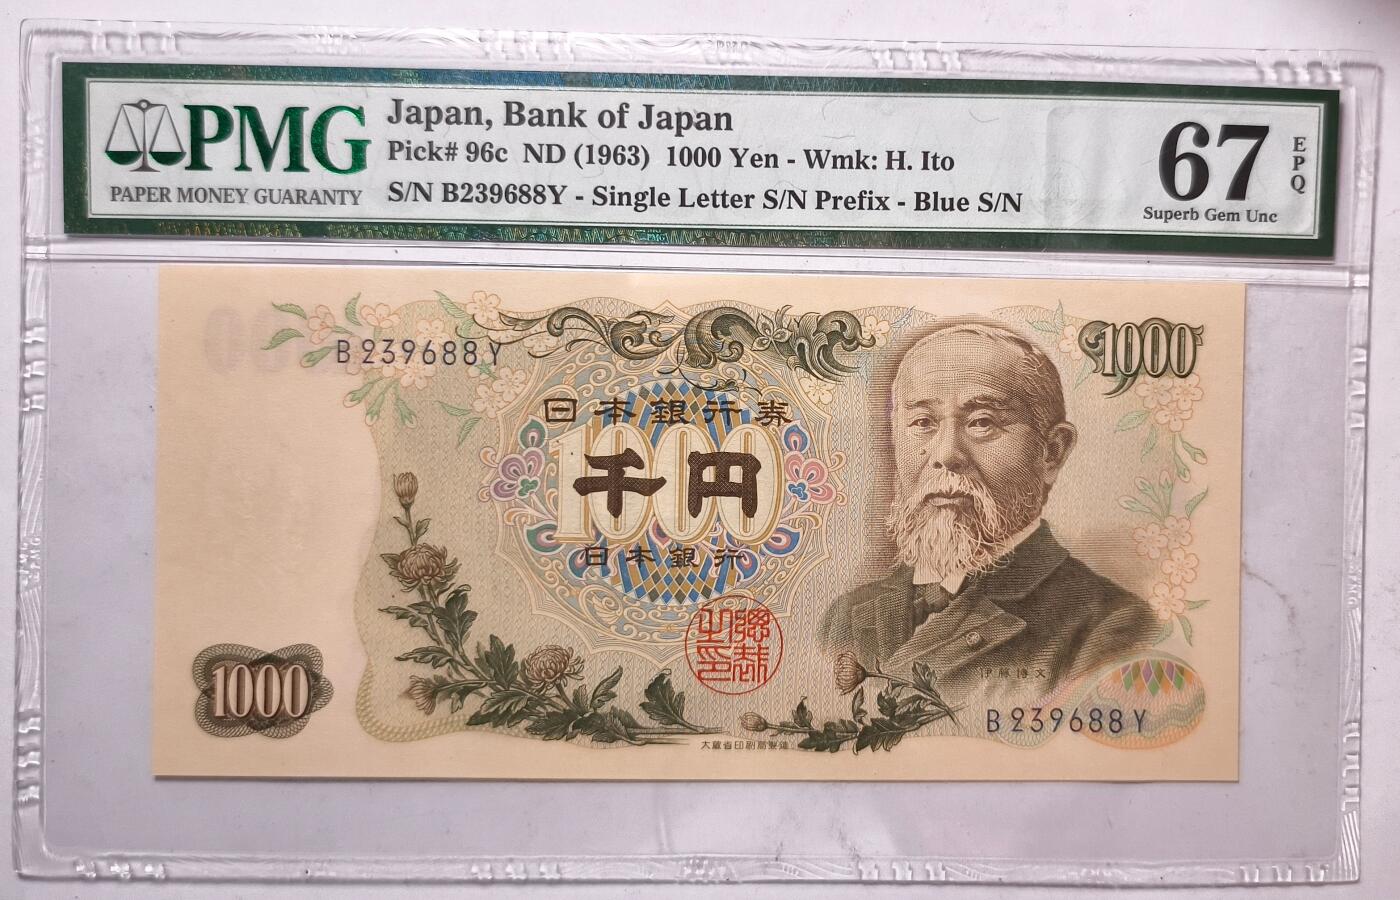 PMG
PAPER MONEY GUARANTY
Japan, Bank of Japan
Pick# 96c ND (1963) 1000 Yen - Wmk: H. Ito
S/N B239688Y - Single Letter S/N Prefix - Blue S/N
67
EPQ
Superb Gem Unc
1000
B239688Y
日本銀行券
1000
千円
日本銀行
伊藤博文
1000
B239688Y
大蔵省印刷局製造